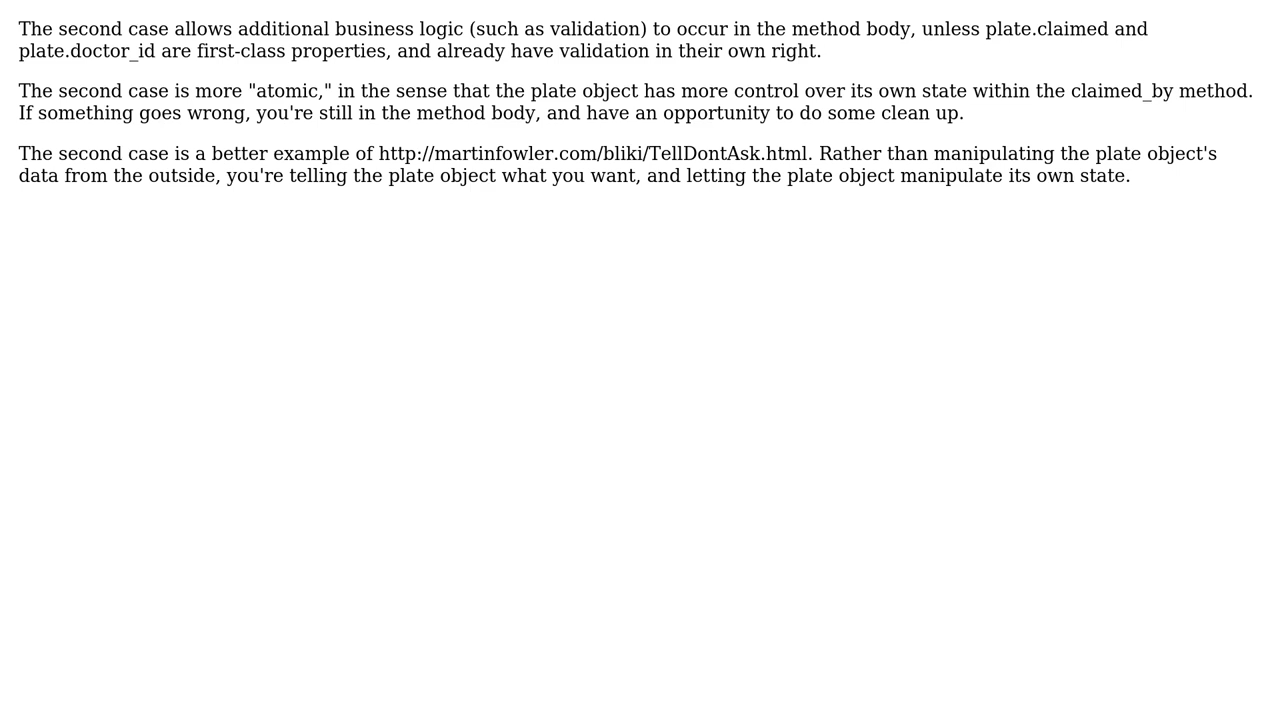 The second case allows additional business logic (such as validation) to occur in the method body, unless plate.claimed and
plate.doctor_id are first-class properties, and already have validation in their own right.
The second case is more "atomic," in the sense that the plate object has more control over its own state within the claimed_by method.
If something goes wrong, you're still in the method body, and have an opportunity to do some clean up.
The second case is a better example of http://martinfowler.com/bliki/TellDontAsk.html. Rather than manipulating the plate object's
data from the outside, you're telling the plate object what you want, and letting the plate object manipulate its own state.